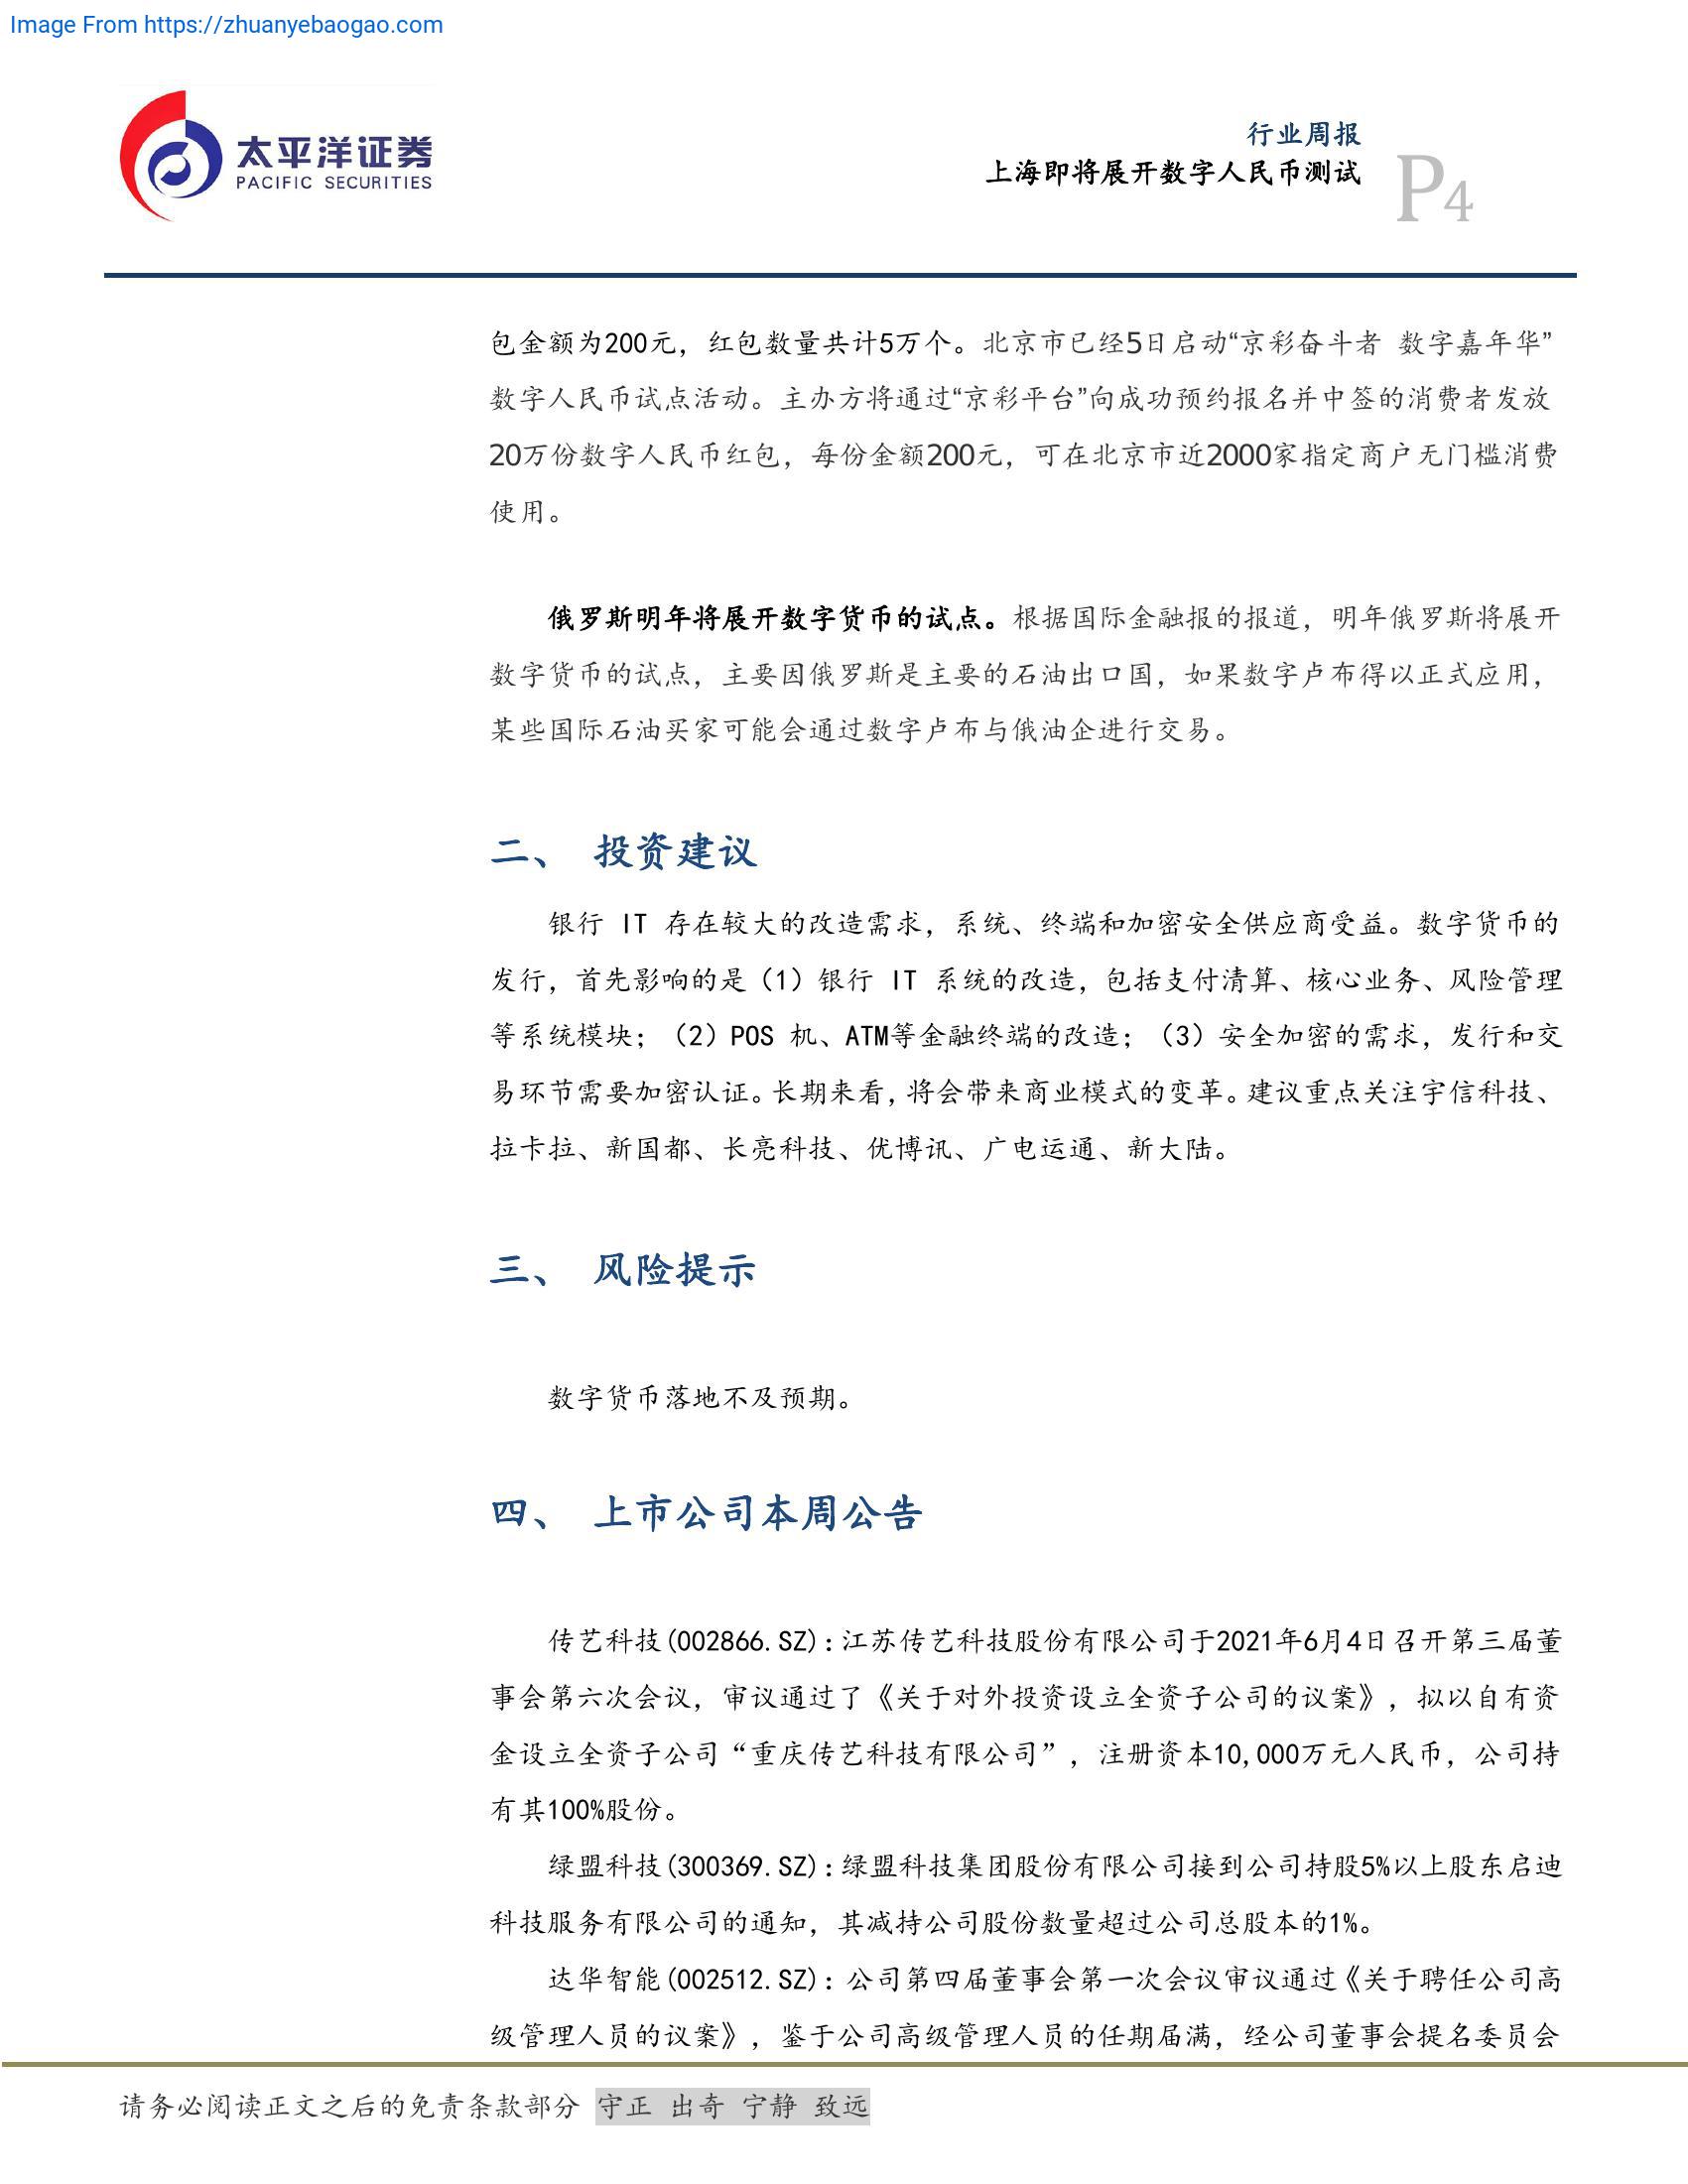 Image From https://zhuanyebaogao.com
太平洋证券
PACIFIC SECURITIES
行业周报
上海即将展开数字人民币测试
P4
包金额为200元，红包数量共计5万个。北京市已经5日启动“京彩奋斗者 数字嘉年华”
数字人民币试点活动。主办方将通过“京彩平台”向成功预约报名并中签的消费者发放
20万份数字人民币红包，每份金额200元，可在北京市近2000家指定商户无门槛消费
使用。
俄罗斯明年将展开数字货币的试点。根据国际金融报的报道，明年俄罗斯将展开
数字货币的试点，主要因俄罗斯是主要的石油出口国，如果数字卢布得以正式应用，
某些国际石油买家可能会通过数字卢布与俄油企进行交易。
二、 投资建议
银行 IT 存在较大的改造需求，系统、终端和加密安全供应商受益。数字货币的
发行，首先影响的是（1）银行 IT 系统的改造，包括支付清算、核心业务、风险管理
等系统模块；（2）POS 机、ATM等金融终端的改造；（3）安全加密的需求，发行和交
易环节需要加密认证。长期来看，将会带来商业模式的变革。建议重点关注宇信科技、
拉卡拉、新国都、长亮科技、优博讯、广电运通、新大陆。
三、 风险提示
数字货币落地不及预期。
四、 上市公司本周公告
传艺科技(002866.SZ)：江苏传艺科技股份有限公司于2021年6月4日召开第三届董
事会第六次会议，审议通过了《关于对外投资设立全资子公司的议案》，拟以自有资
金设立全资子公司“重庆传艺科技有限公司”，注册资本10,000万元人民币，公司持
有其100%股份。
绿盟科技(300369.SZ)：绿盟科技集团股份有限公司接到公司持股5%以上股东启迪
科技服务有限公司的通知，其减持公司股份数量超过公司总股本的1%。
达华智能(002512.SZ)：公司第四届董事会第一次会议审议通过《关于聘任公司高
级管理人员的议案》，鉴于公司高级管理人员的任期届满，经公司董事会提名委员会
请务必阅读正文之后的免责条款部分 守正 出奇 宁静 致远